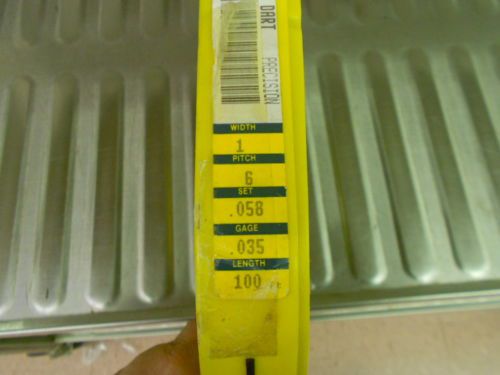 DART PRECISION
WIDTH
1
PITCH
6
SET
.058
GAGE
.035
LENGTH
100